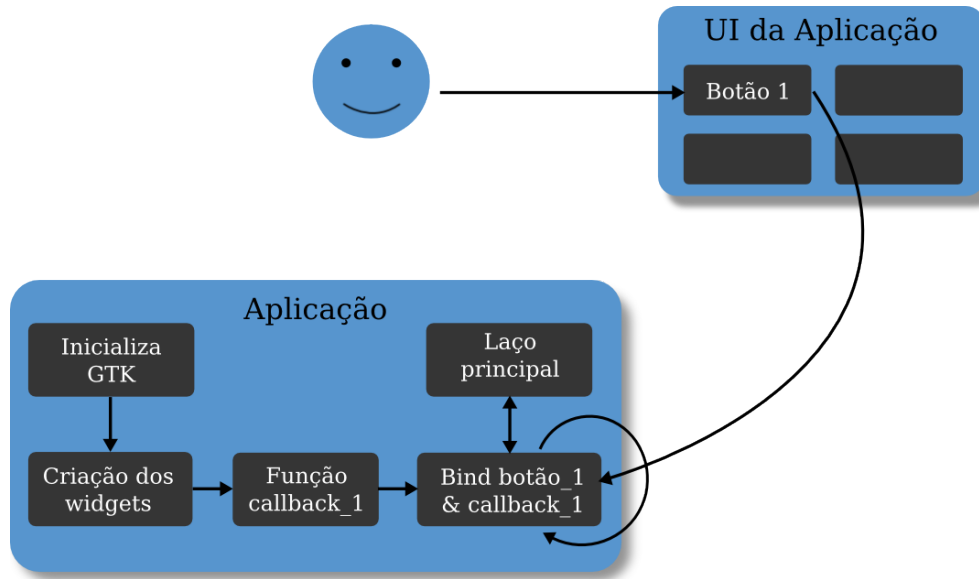 UI da Aplicação
Botão 1
Aplicação
Inicializa
GTK
Laço
principal
Criação dos
widgets
Função
callback_1
Bind botão_1
& callback_1